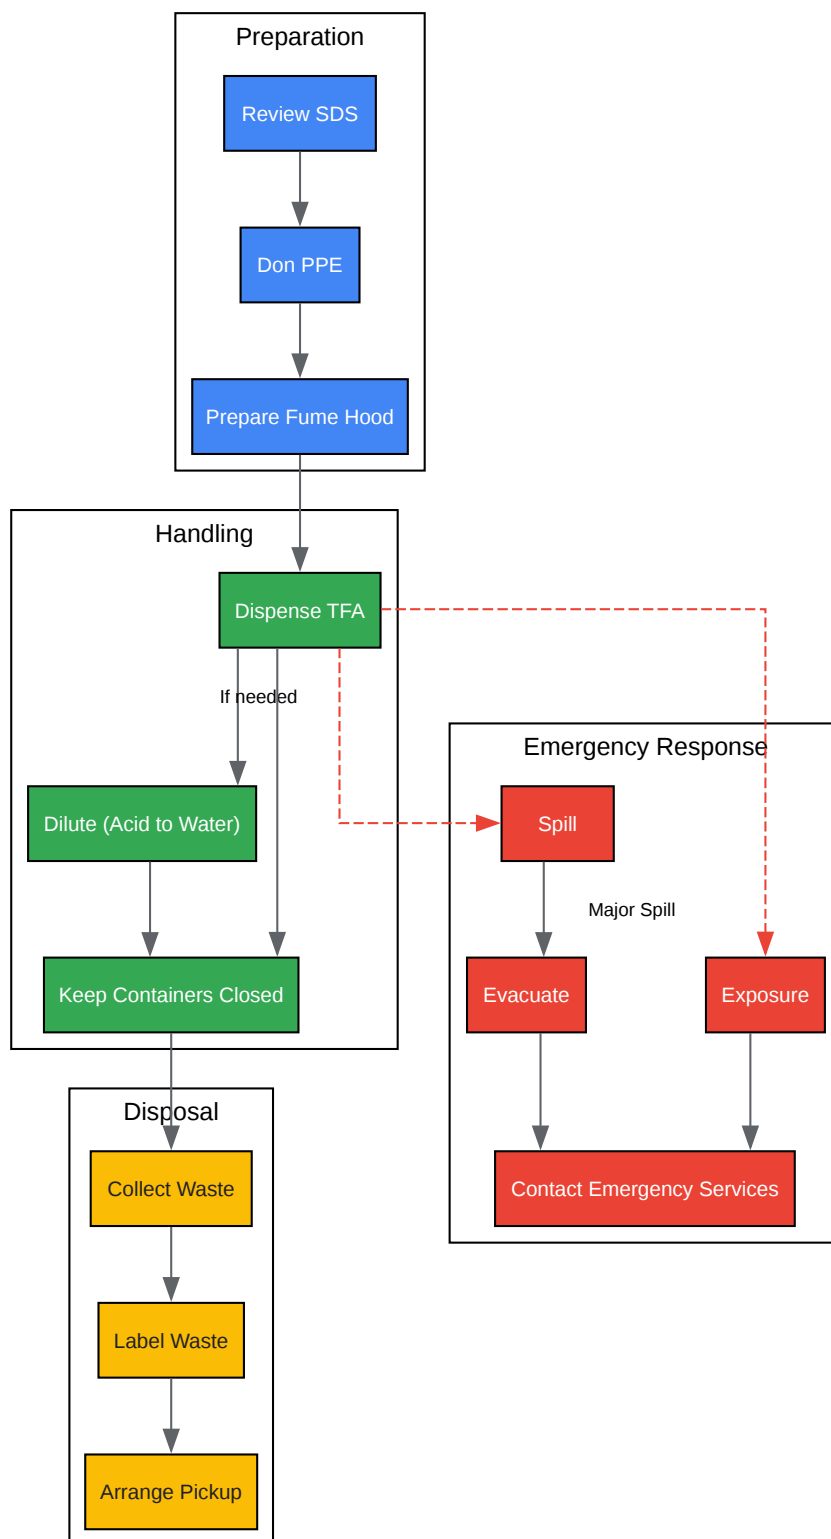 Preparation
Review SDS
Don PPE
Prepare Fume Hood
Handling
Dispense TFA
If needed
Dilute (Acid to Water)
Keep Containers Closed
Emergency Response
Spill
Major Spill
Evacuate
Exposure
Contact Emergency Services
Disposal
Collect Waste
Label Waste
Arrange Pickup